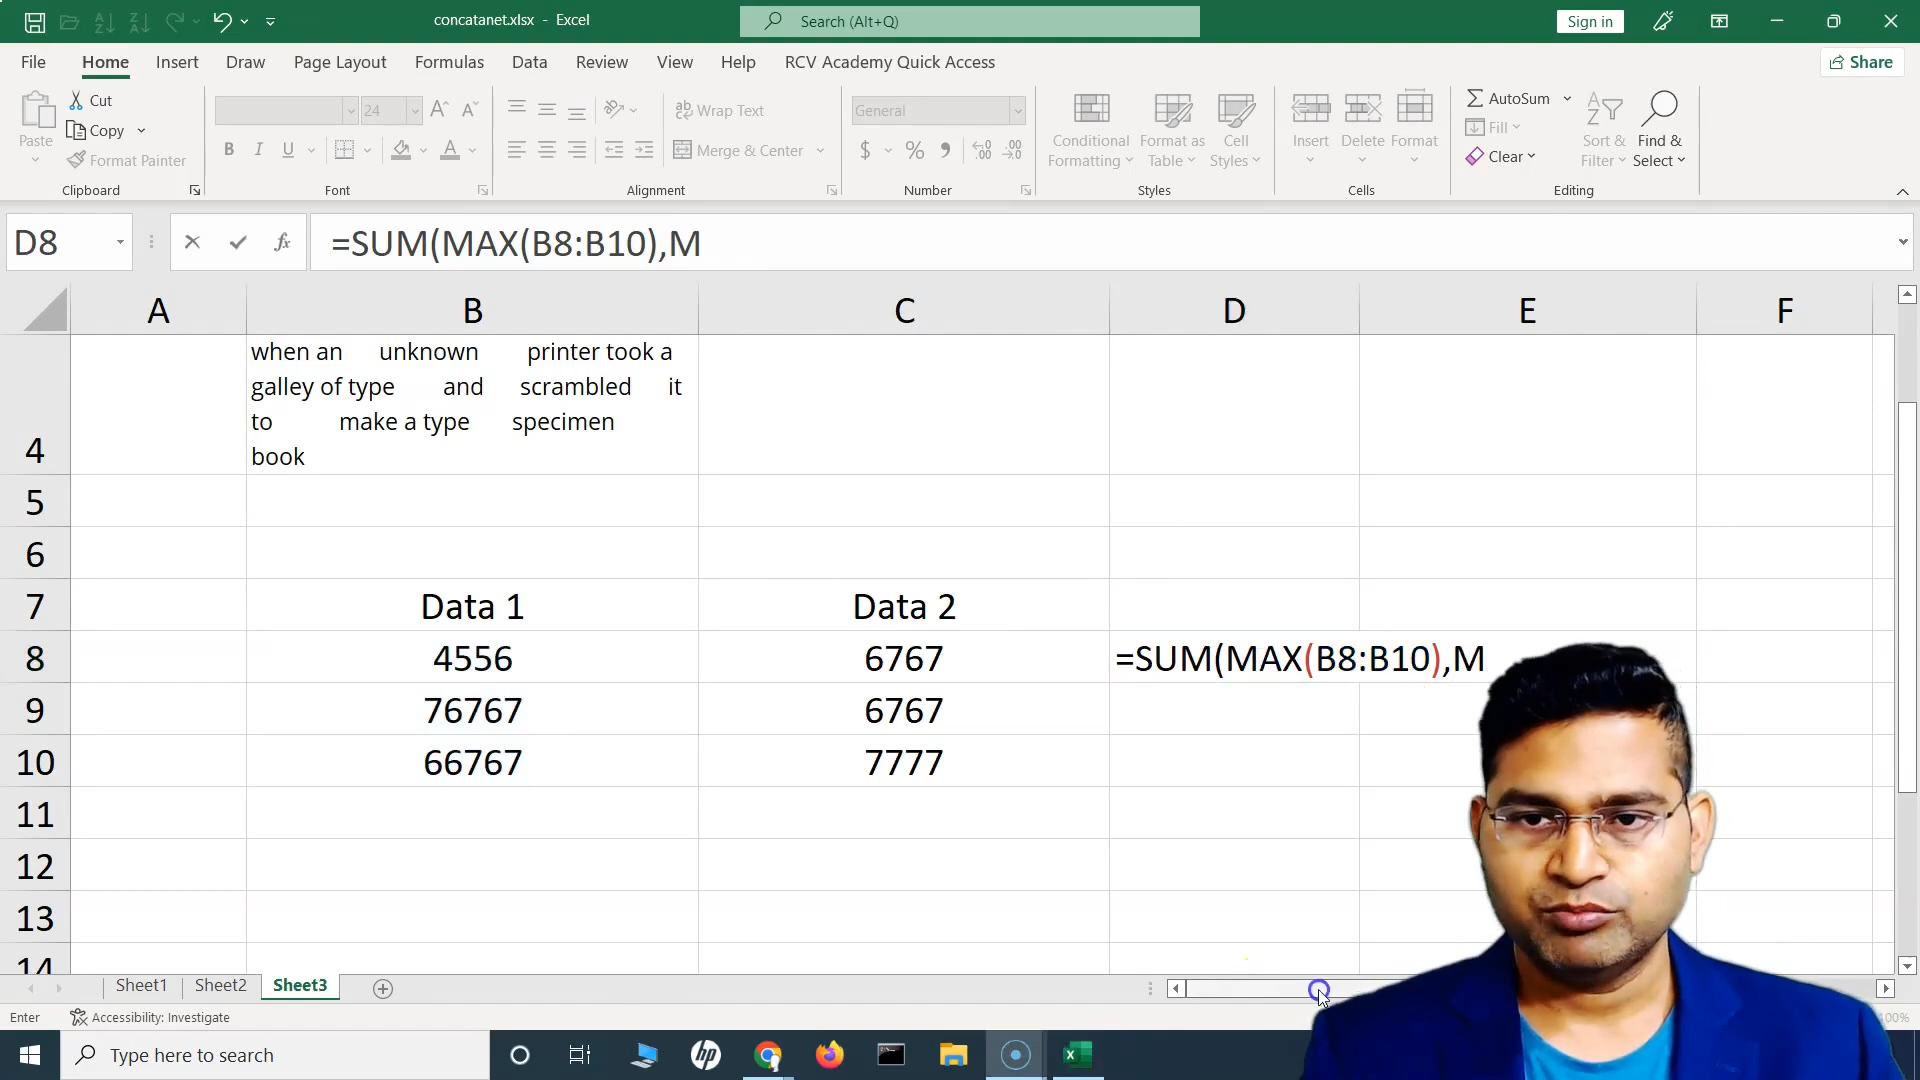 concatanet.xlsx - Excel
Search (Alt+Q)
Sign in
File Home Insert Draw Page Layout Formulas Data Review View Help RCV Academy Quick Access
Share
Paste
Cut
Copy
Format Painter
Clipboard
24
B I U
Font
Wrap Text
Merge & Center
Alignment
General
$ % , .00
Number
Conditional Formatting
Format as Table
Cell Styles
Styles
Insert Delete Format
Cells
AutoSum
Fill
Clear
Sort & Filter
Find & Select
Editing
D8
fx
=SUM(MAX(B8:B10),M
A B C D E F
when an unknown printer took a
galley of type and scrambled it
to make a type specimen
book
4
5
6
7 Data 1 Data 2
8 4556 6767 =SUM(MAX(B8:B10),M
9 76767 6767
10 66767 7777
11
12
13
14
Sheet1 Sheet2 Sheet3
Enter
Accessibility: Investigate
100%
Type here to search
hp